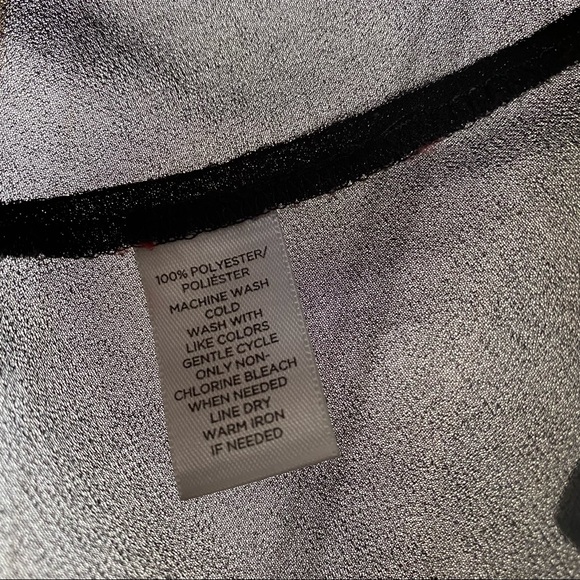 100% POLYESTER/
POLIÈSTER
MACHINE WASH
COLD
WASH WITH
LIKE COLORS
GENTLE CYCLE
ONLY NON-
CHLORINE BLEACH
WHEN NEEDED
LINE DRY
WARM IRON
IF NEEDED